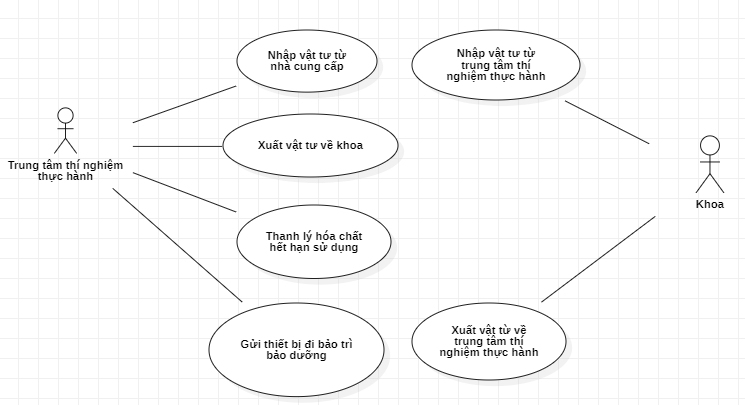 Nhập vật tư từ
nhà cung cấp
Nhập vật tư từ
trung tâm thí
nghiệm thực hành
Xuất vật tư về khoa
Trung tâm thí nghiệm
thực hành
Khoa
Thanh lý hóa chất
hết hạn sử dụng
Gửi thiết bị đi bảo trì
bảo dưỡng
Xuất vật từ về
trung tâm thí
nghiệm thực hành